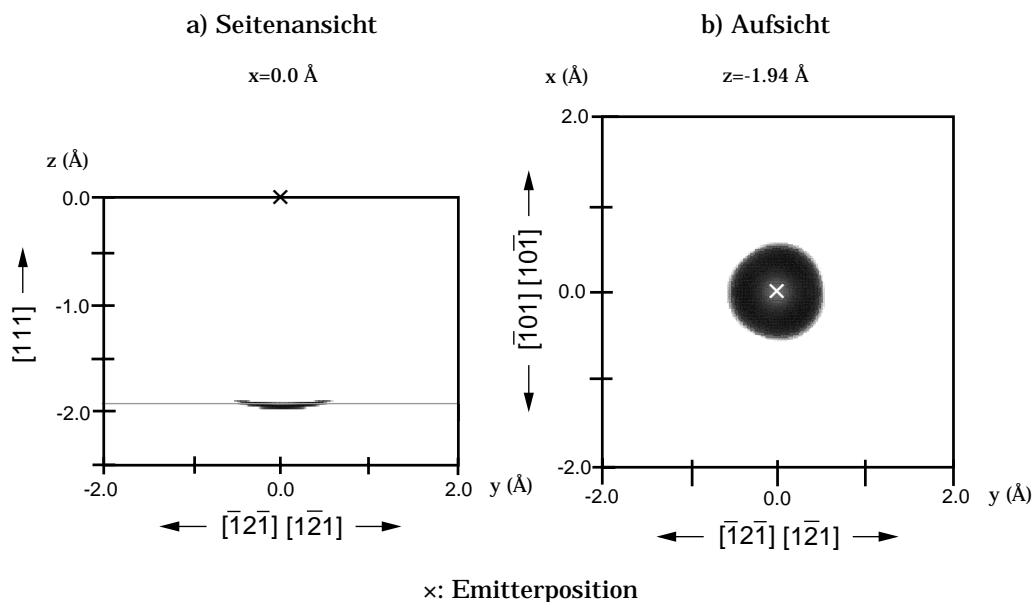 a) Seitenansicht
x=0.0 Å
z (Å)
0.0
-1.0
-2.0
[111]
-2.0
0.0
2.0
y (Å)
[1̅21̅] [12̅1]
b) Aufsicht
x (Å)
z=-1.94 Å
2.0
0.0
-2.0
[1̅01] [101̅]
-2.0
0.0
2.0
y (Å)
[1̅21̅] [12̅1]
×: Emitterposition